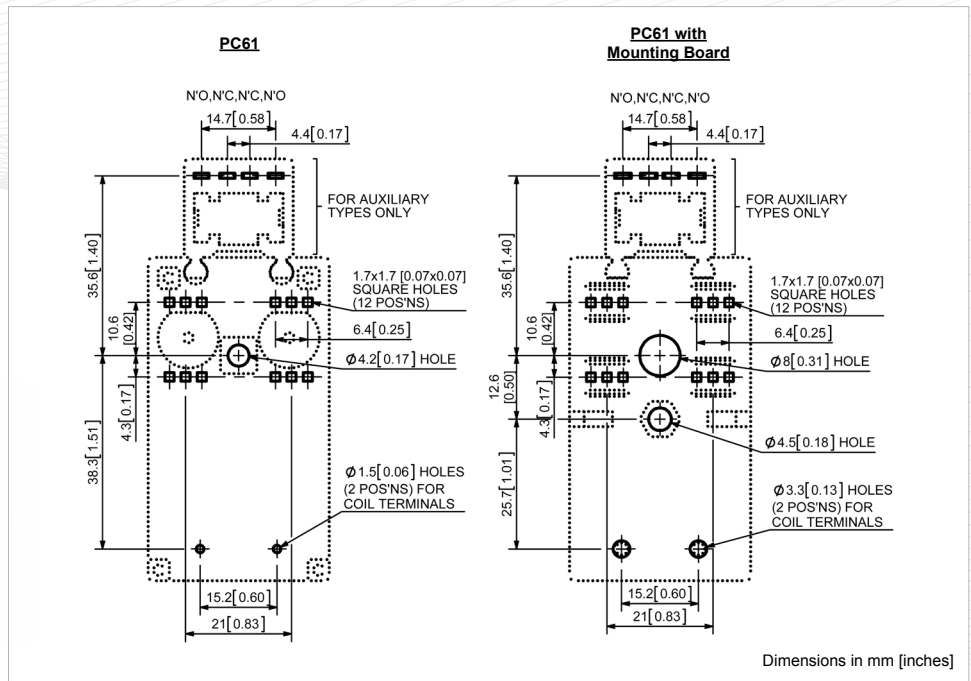 PC61
N'O,N'C,N'C,N'O
14.7[0.58]
4.4[0.17]
FOR AUXILIARY
TYPES ONLY
35.6[1.40]
1.7x1.7 [0.07x0.07]
SQUARE HOLES
(12 POS'NS)
10.6
[0.42]
6.4[0.25]
Ø4.2[0.17] HOLE
4.3[0.17]
38.3[1.51]
Ø1.5[0.06] HOLES
(2 POS'NS) FOR
COIL TERMINALS
15.2[0.60]
21[0.83]
PC61 with
Mounting Board
N'O,N'C,N'C,N'O
14.7[0.58]
4.4[0.17]
FOR AUXILIARY
TYPES ONLY
35.6[1.40]
1.7x1.7 [0.07x0.07]
SQUARE HOLES
(12 POS'NS)
10.6
[0.42]
6.4[0.25]
Ø8[0.31] HOLE
12.6
[0.50]
4.3[0.17]
Ø4.5[0.18] HOLE
25.7[1.01]
Ø3.3[0.13] HOLES
(2 POS'NS) FOR
COIL TERMINALS
15.2[0.60]
21[0.83]
Dimensions in mm [inches]